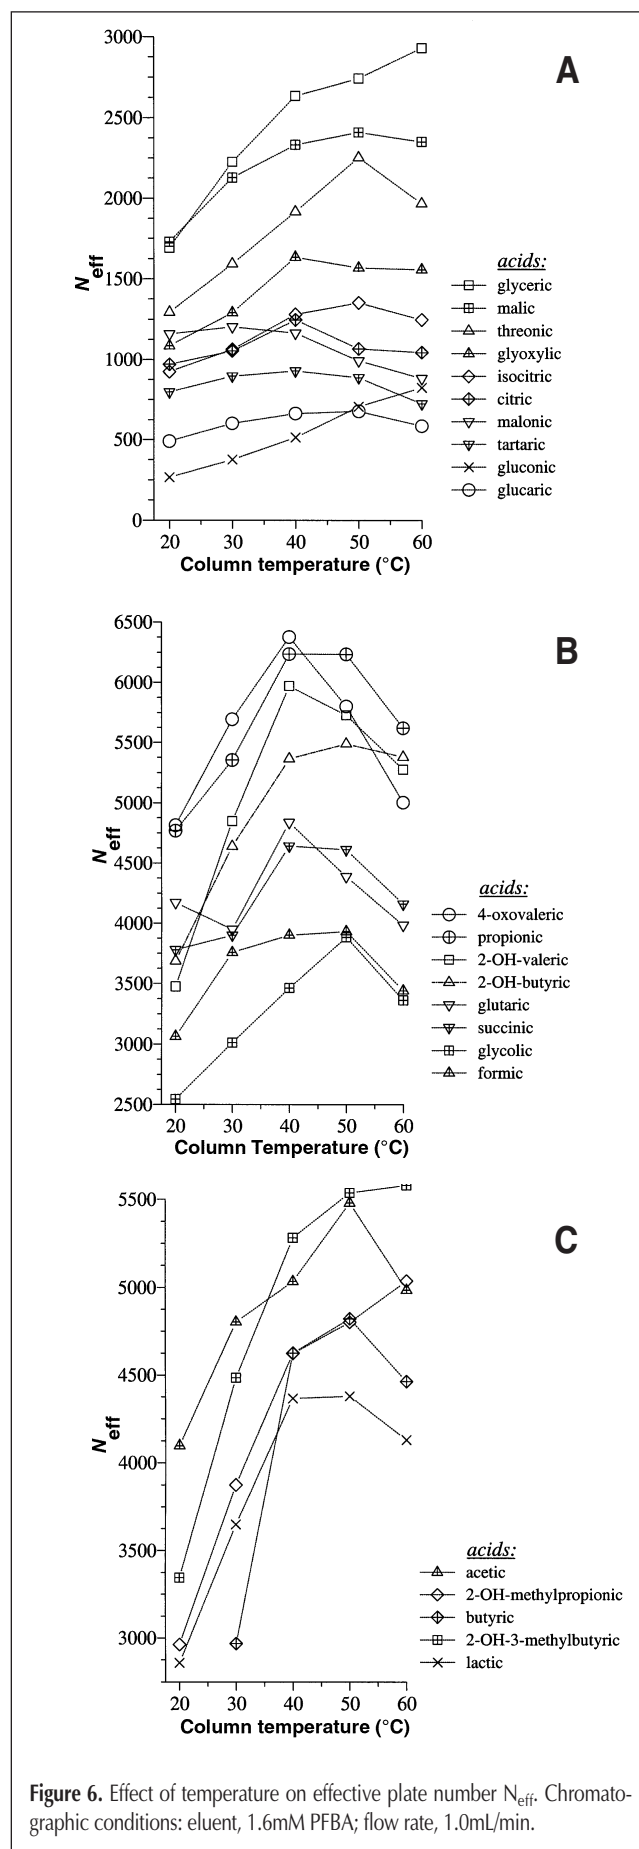 A
3000
2500
2000
1500
1000
500
0
Neff
20 30 40 50 60
Column temperature (°C)
acids:
glyceric
malic
threonic
glyoxylic
isocitric
citric
malonic
tartaric
gluconic
glucaric
B
6500
6000
5500
5000
4500
4000
3500
3000
2500
Neff
20 30 40 50 60
Column Temperature (°C)
acids:
4-oxovaleric
propionic
2-OH-valeric
2-OH-butyric
glutaric
succinic
glycolic
formic
C
5500
5000
4500
4000
3500
3000
Neff
20 30 40 50 60
Column temperature (°C)
acids:
acetic
2-OH-methylpropionic
butyric
2-OH-3-methylbutyric
lactic
Figure 6. Effect of temperature on effective plate number Neff. Chromato-
graphic conditions: eluent, 1.6mM PFBA; flow rate, 1.0mL/min.